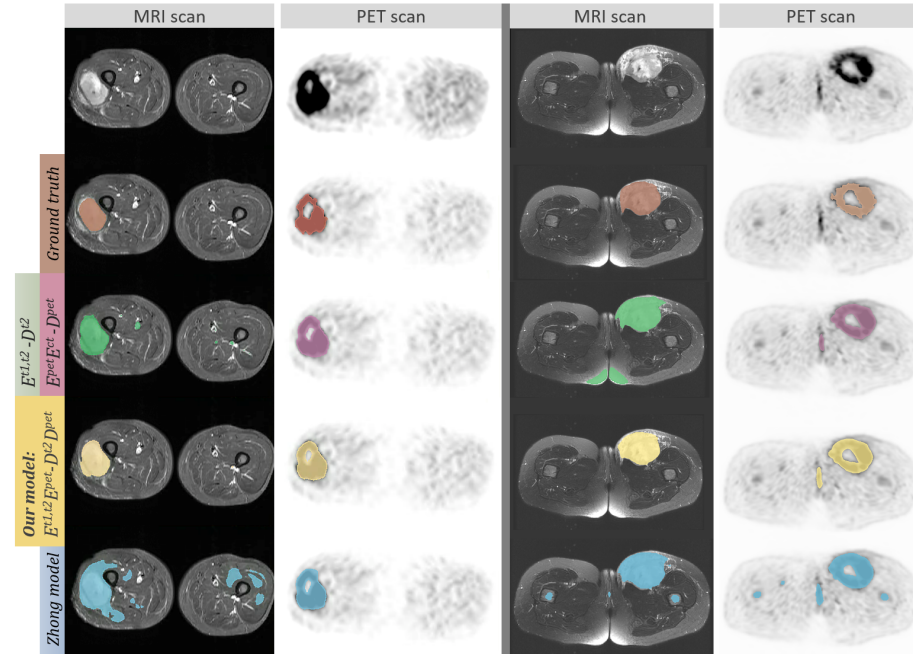 MRI scan
PET scan
MRI scan
PET scan
Ground truth
E^{t1,t2}-D^{t2}
E^{pet}E^{ct}-D^{pet}
Our model:
E^{t1,t2}E^{pet}-D^{t2}D^{pet}
Zhong model